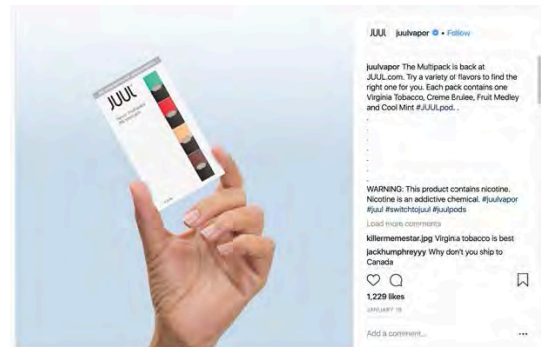 JUUL
JUUL juulvapor • Follow
juulvapor The Multipack is back at
JUUL.com. Try a variety of flavors to find the
right one for you. Each pack contains one
Virginia Tobacco, Creme Brulee, Fruit Medley
and Cool Mint #JUULpod. .
.
.
.
.
.
.
WARNING: This product contains nicotine.
Nicotine is an addictive chemical. #juulvapor
#juul #switchtojuul #juulpods
Load more comments
killermemestar.jpg Virginia tobacco is best
jackhumphreyyy Why don't you ship to
Canada
1,229 likes
JANUARY 19
Add a comment...